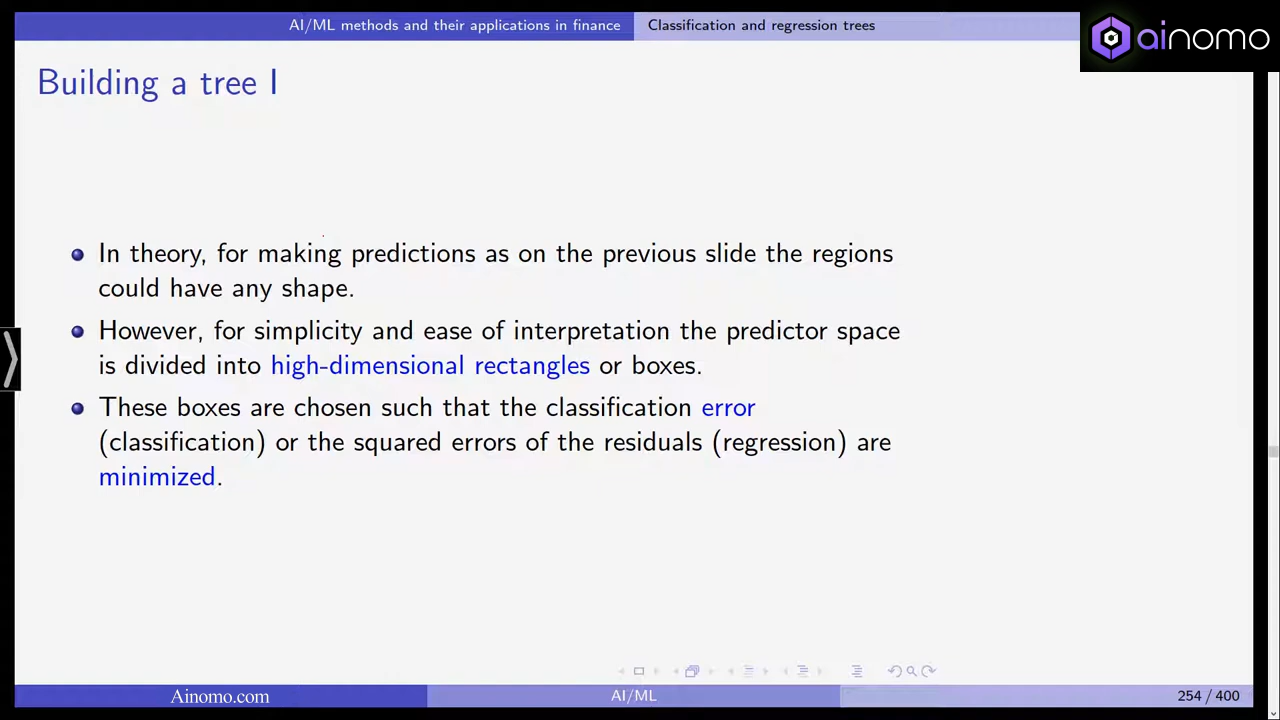 AI/ML methods and their applications in finance
Classification and regression trees
ainomo
Building a tree I
In theory, for making predictions as on the previous slide the regions
could have any shape.
However, for simplicity and ease of interpretation the predictor space
is divided into high-dimensional rectangles or boxes.
These boxes are chosen such that the classification error
(classification) or the squared errors of the residuals (regression) are
minimized.
Ainomo.com
AI/ML
254 / 400